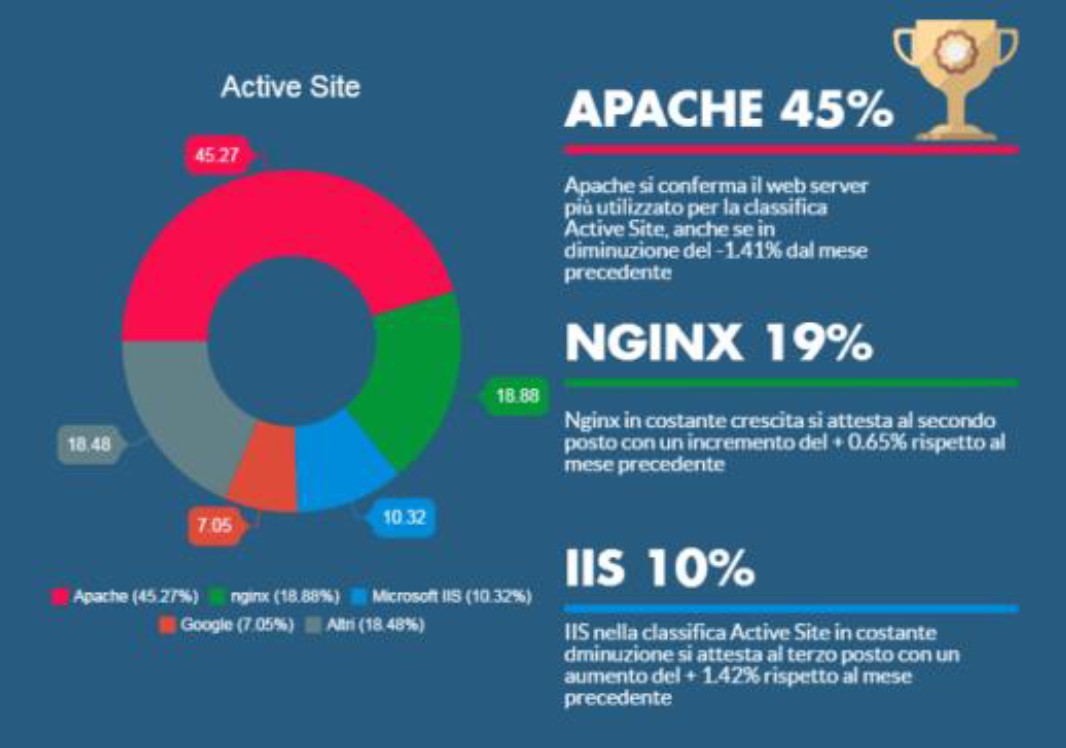 Active Site
45.27
18.88
18.48
7.05
10.32
Apache (45.27%) nginx (18.88%) Microsoft IIS (10.32%)
Google (7.05%) Altri (18.48%)
APACHE 45%
Apache si conferma il web server
più utilizzato per la classifica
Active Site, anche se in
diminuzione del -1.41% dal mese
precedente
NGINX 19%
Nginx in costante crescita si attesta al secondo
posto con un incremento del + 0.65% rispetto al
mese precedente
IIS 10%
IIS nella classifica Active Site in costante
dminuzione si attesta al terzo posto con un
aumento del + 1.42% rispetto al mese
precedente